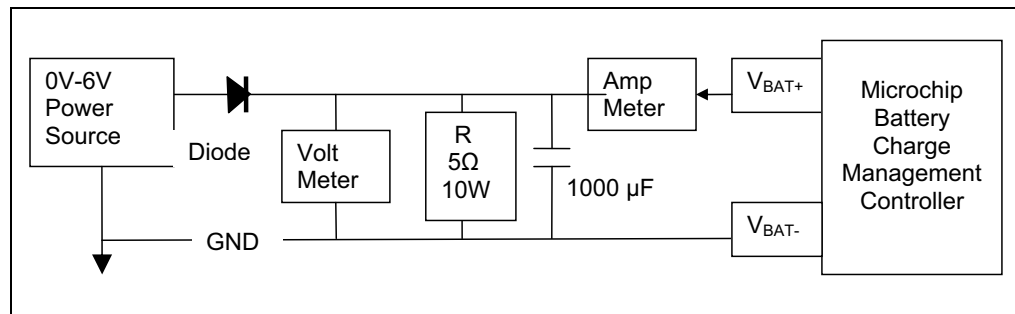 0V-6V
Power
Source
Diode
Volt
Meter
R
5Ω
10W
1000 µF
Amp
Meter
VBAT+
VBAT-
GND
Microchip
Battery
Charge
Management
Controller